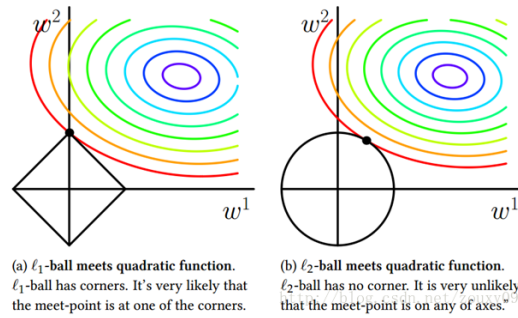 w²
w¹
(a) ℓ₁-ball meets quadratic function.
ℓ₁-ball has corners. It's very likely that
the meet-point is at one of the corners.
w²
w¹
(b) ℓ₂-ball meets quadratic function.
ℓ₂-ball has no corner. It is very unlikely
that the meet-point is on any of axes."